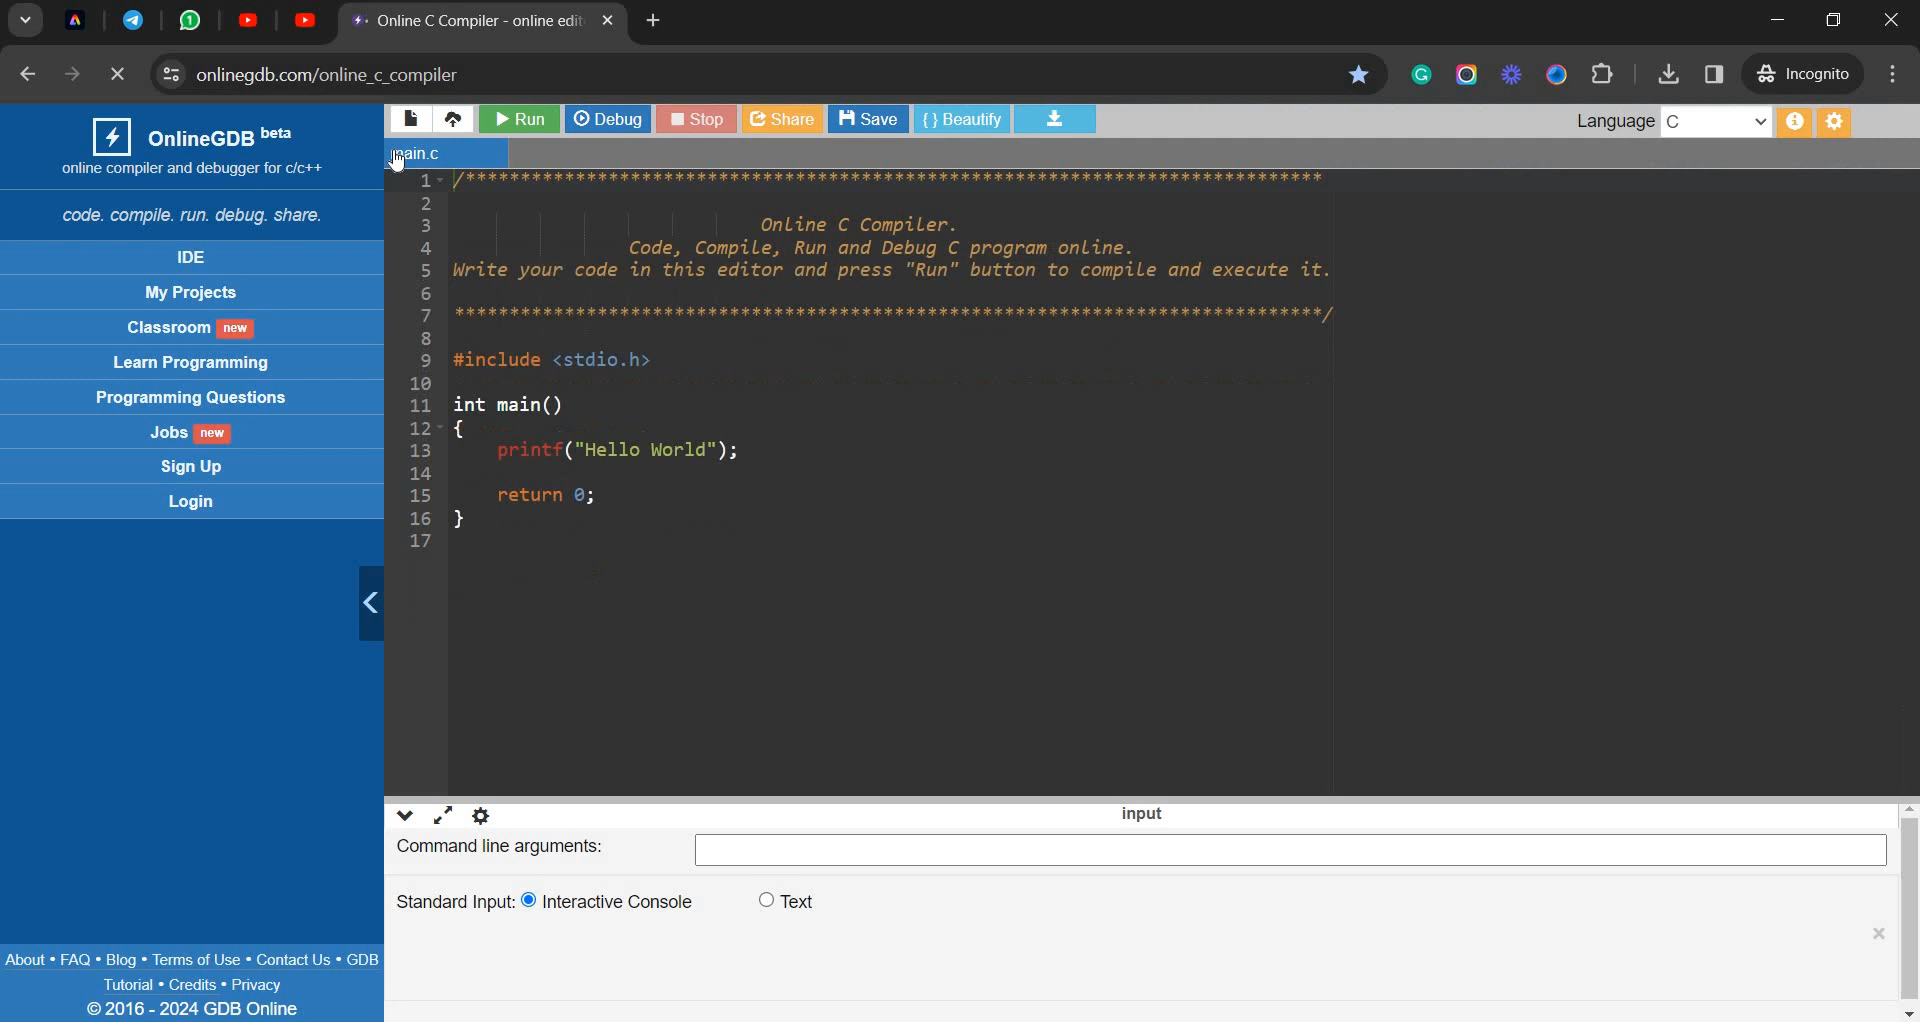 Online C Compiler - online edit
onlinegdb.com/online_c_compiler
Incognito
OnlineGDB beta
online compiler and debugger for c/c++
code. compile. run. debug. share.
IDE
My Projects
Classroom new
Learn Programming
Programming Questions
Jobs new
Sign Up
Login
About • FAQ • Blog • Terms of Use • Contact Us • GDB
Tutorial • Credits • Privacy
© 2016 - 2024 GDB Online
Run Debug Stop Share Save { } Beautify
Language C
main.c
1 /******************************************************************************
2
3 Online C Compiler.
4 Code, Compile, Run and Debug C program online.
5 Write your code in this editor and press "Run" button to compile and execute it.
6
7 *******************************************************************************/
8
9 #include <stdio.h>
10
11 int main()
12 {
13 printf("Hello World");
14
15 return 0;
16 }
17
input
Command line arguments:
Standard Input: Interactive Console Text